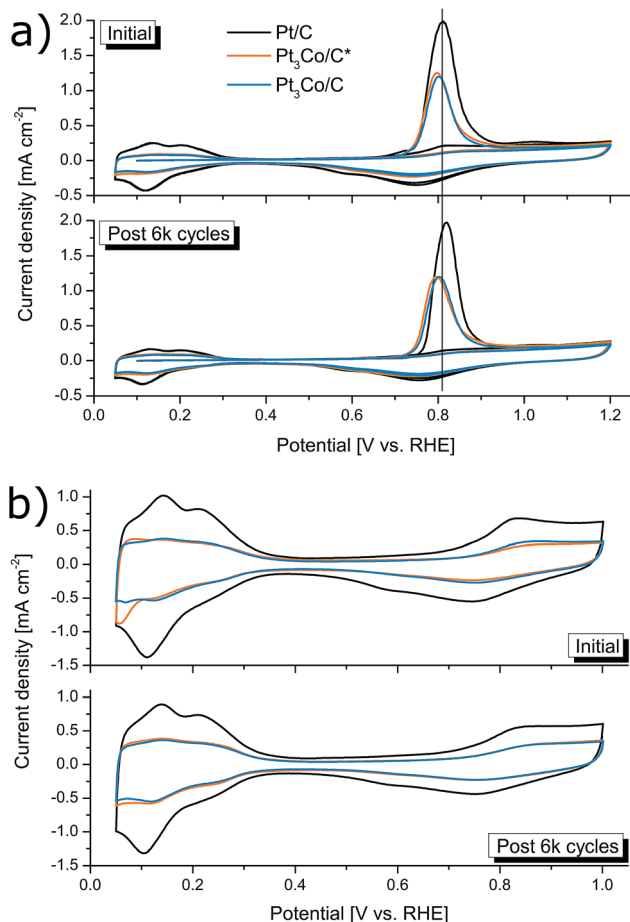 a)
Initial
Pt/C
Pt₃Co/C*
Pt₃Co/C
2.0
1.5
1.0
0.5
0.0
-0.5
Post 6k cycles
2.0
1.5
1.0
0.5
0.0
-0.5
Current density [mA cm⁻²]
0.0 0.2 0.4 0.6 0.8 1.0 1.2
Potential [V vs. RHE]
b)
1.0
0.5
0.0
-0.5
-1.0
-1.5
Initial
1.0
0.5
0.0
-0.5
-1.0
-1.5
Post 6k cycles
Current density [mA cm⁻²]
0.0 0.2 0.4 0.6 0.8 1.0
Potential [V vs. RHE]